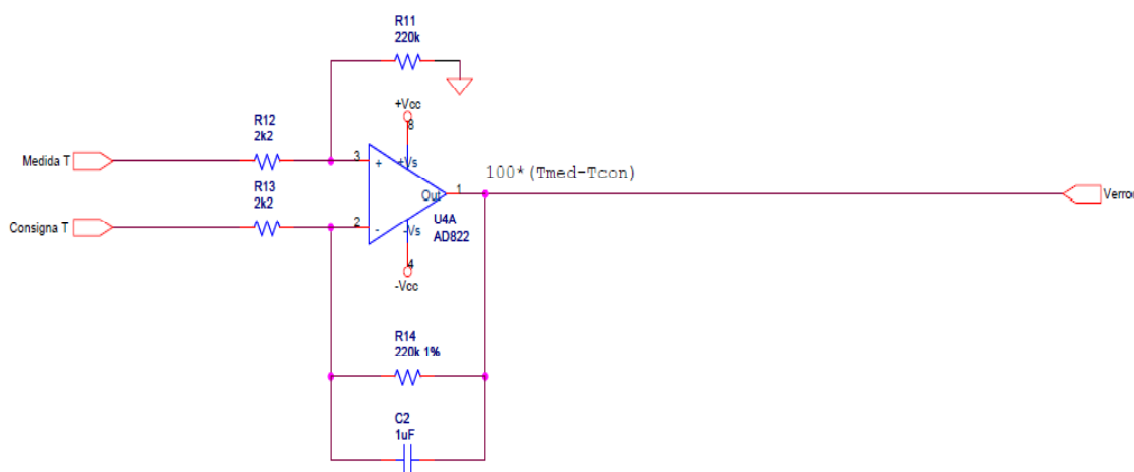 R11
220k
+Vcc
8
R12
2k2
Medida T
3
+
+Vs
100*(Tmed-Tcon)
R13
2k2
Out
1
U4A
AD822
Consigna T
2
-
-Vs
4
-Vcc
R14
220k 1%
C2
1uF